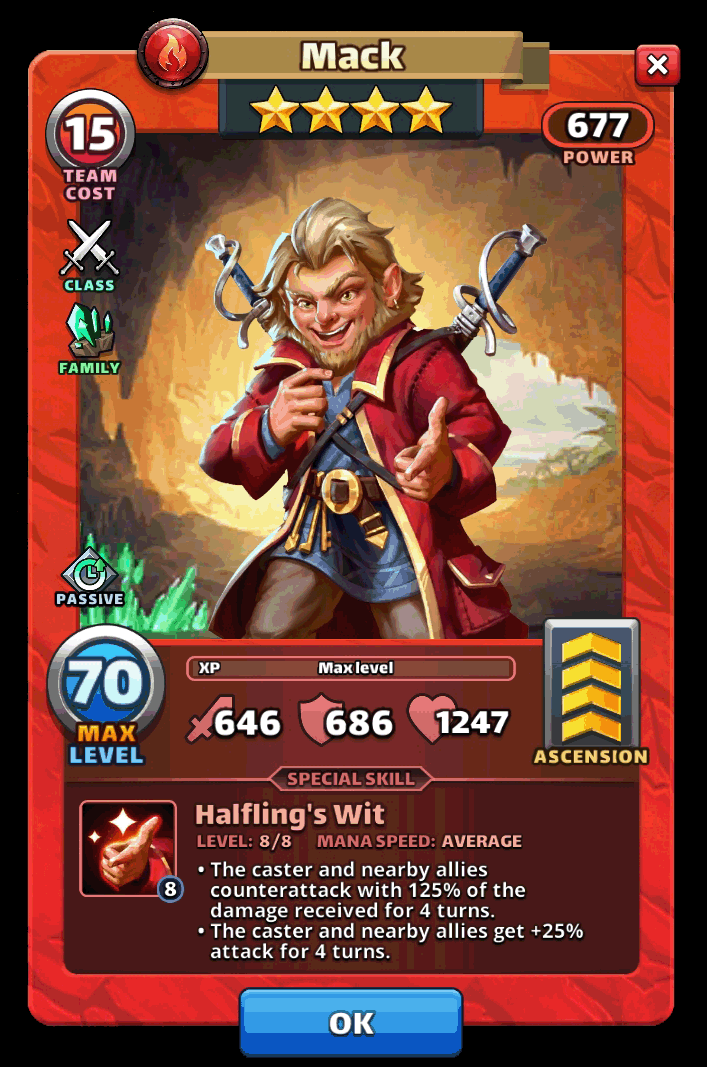 Mack
15
TEAM
COST
677
POWER
CLASS
FAMILY
PASSIVE
70
MAX
LEVEL
XP Max level
646 686 1247
ASCENSION
SPECIAL SKILL
Halfling's Wit
LEVEL: 8/8 MANA SPEED: AVERAGE
8
• The caster and nearby allies
counterattack with 125% of the
damage received for 4 turns.
• The caster and nearby allies get +25%
attack for 4 turns.
OK